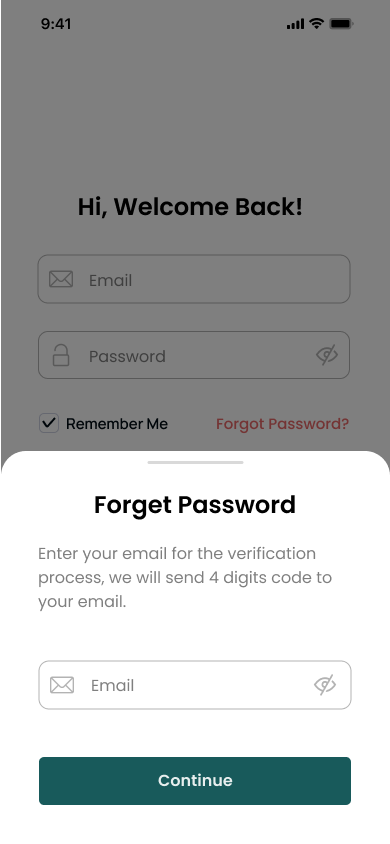 9:41
Hi, Welcome Back!
Email
Password
Remember Me Forgot Password?
Forget Password
Enter your email for the verification
process, we will send 4 digits code to
your email.
Email
Continue